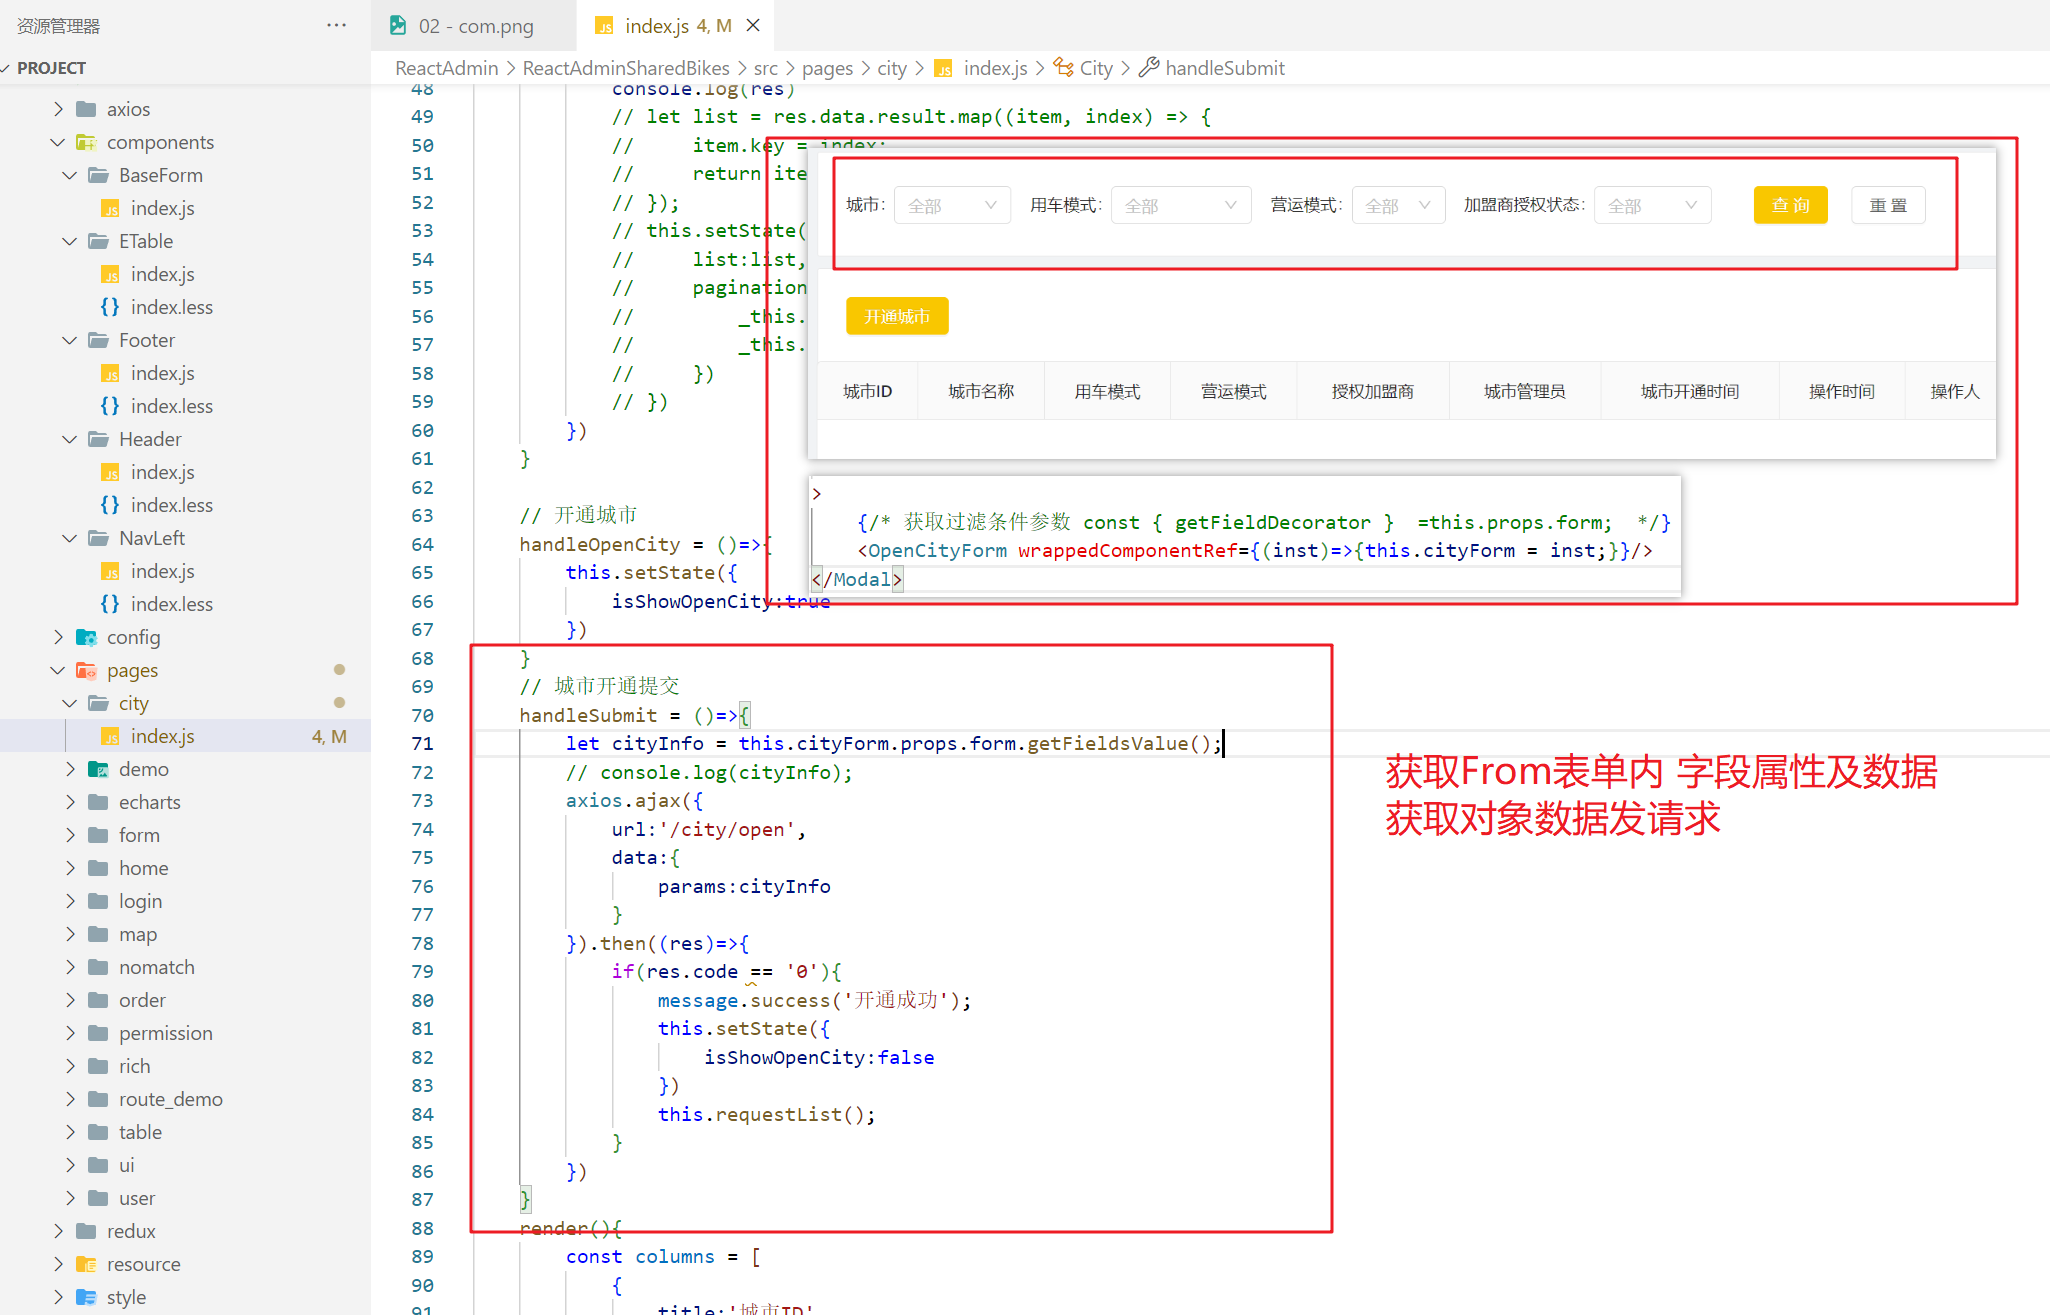 资源管理器
PROJECT
axios
components
BaseForm
index.js
ETable
index.js
index.less
Footer
index.js
index.less
Header
index.js
index.less
NavLeft
index.js
index.less
config
pages
city
index.js 4, M
demo
echarts
form
home
login
map
nomatch
order
permission
rich
route_demo
table
ui
user
redux
resource
style
02 - com.png
index.js 4, M
ReactAdmin > ReactAdminSharedBikes > src > pages > city > index.js > City > handleSubmit
48 console.log(res)
49 // let list = res.data.result.map((item, index) => {
50 // item.key = index;
51 // return ite
52 // });
53 // this.setState(
54 // list:list,
55 // pagination
56 // _this.
57 // _this.
58 // })
59 // })
60 })
61 }
62
63 // 开通城市
64 handleOpenCity = ()=>{
65 this.setState({
66 isShowOpenCity:true
67 })
68 }
69 // 城市开通提交
70 handleSubmit = ()=>{
71 let cityInfo = this.cityForm.props.form.getFieldsValue();
72 // console.log(cityInfo);
73 axios.ajax({
74 url:'/city/open',
75 data:{
76 params:cityInfo
77 }
78 }).then((res)=>{
79 if(res.code == '0'){
80 message.success('开通成功');
81 this.setState({
82 isShowOpenCity:false
83 })
84 this.requestList();
85 }
86 })
87 }
88 render(){
89 const columns = [
90 {
91 title:'城市ID'
城市: 全部 用车模式: 全部 营运模式: 全部 加盟商授权状态: 全部 查 询 重 置
开通城市
城市ID 城市名称 用车模式 营运模式 授权加盟商 城市管理员 城市开通时间 操作时间 操作人
>
{/* 获取过滤条件参数 const { getFieldDecorator } =this.props.form; */}
<OpenCityForm wrappedComponentRef={(inst)=>{this.cityForm = inst;}}/>
</Modal>
获取From表单内 字段属性及数据
获取对象数据发请求